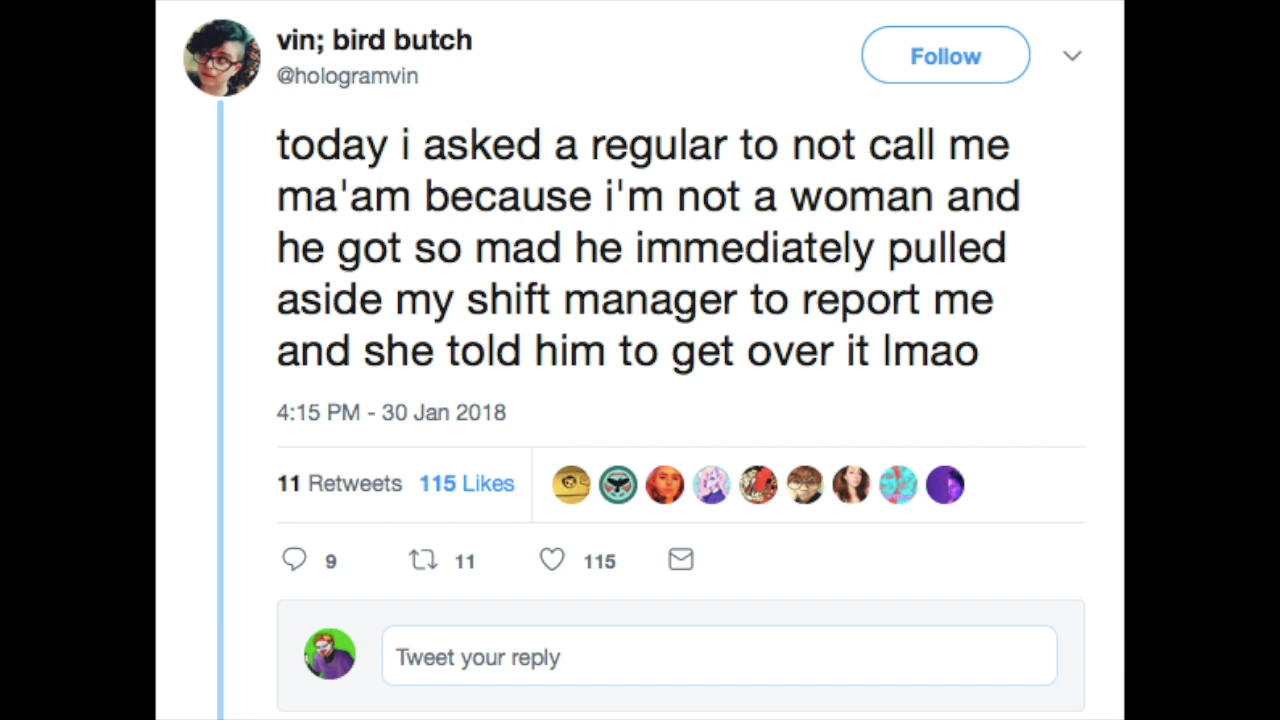 vin; bird butch
@hologramvin
Follow
today i asked a regular to not call me
ma'am because i'm not a woman and
he got so mad he immediately pulled
aside my shift manager to report me
and she told him to get over it lmao
4:15 PM - 30 Jan 2018
11 Retweets 115 Likes
9 11 115
Tweet your reply